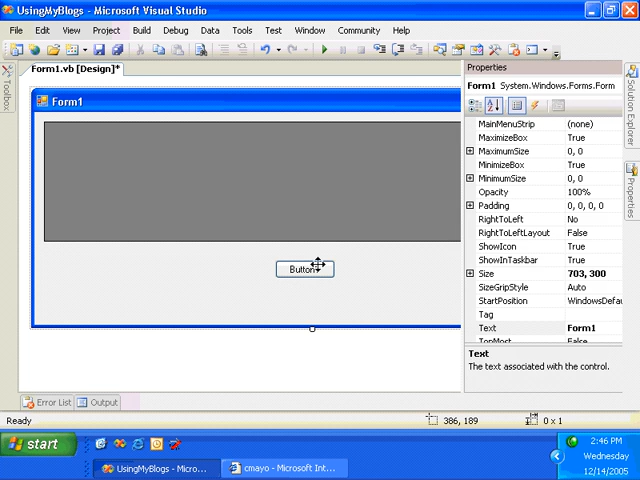 UsingMyBlogs - Microsoft Visual Studio
File Edit View Project Build Debug Data Tools Test Window Community Help
Form1.vb [Design]*
Toolbox
Form1
Button
Properties
Form1 System.Windows.Forms.Form
MainMenuStrip (none)
MaximizeBox True
MaximumSize 0, 0
MinimizeBox True
MinimumSize 0, 0
Opacity 100%
Padding 0, 0, 0, 0
RightToLeft No
RightToLeftLayout False
ShowIcon True
ShowInTaskbar True
Size 703, 300
SizeGripStyle Auto
StartPosition WindowsDefau
Tag
Text Form1
TopMost False
Text
The text associated with the control.
Solution Explorer
Properties
Error List Output
Ready 386, 189 0 x 1
start
UsingMyBlogs - Micro...
cmayo - Microsoft Int...
2:46 PM
Wednesday
12/14/2005